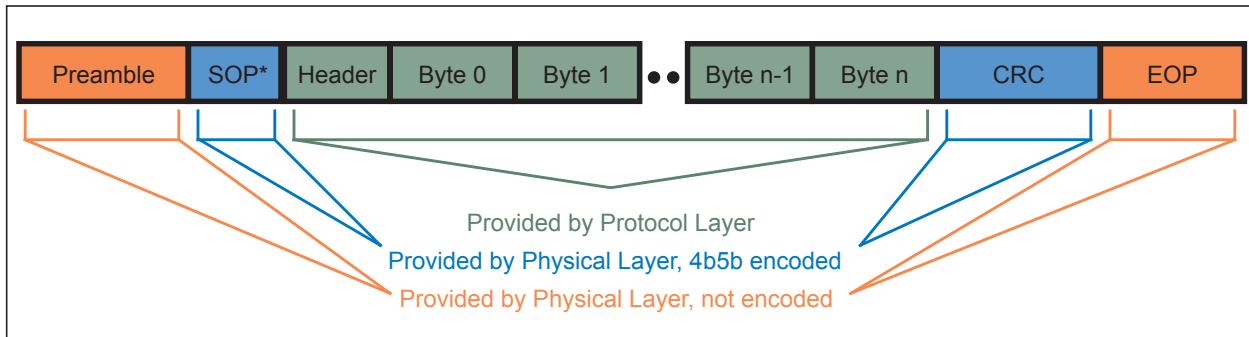 Preamble SOP* Header Byte 0 Byte 1 •• Byte n-1 Byte n CRC EOP
Provided by Protocol Layer
Provided by Physical Layer, 4b5b encoded
Provided by Physical Layer, not encoded